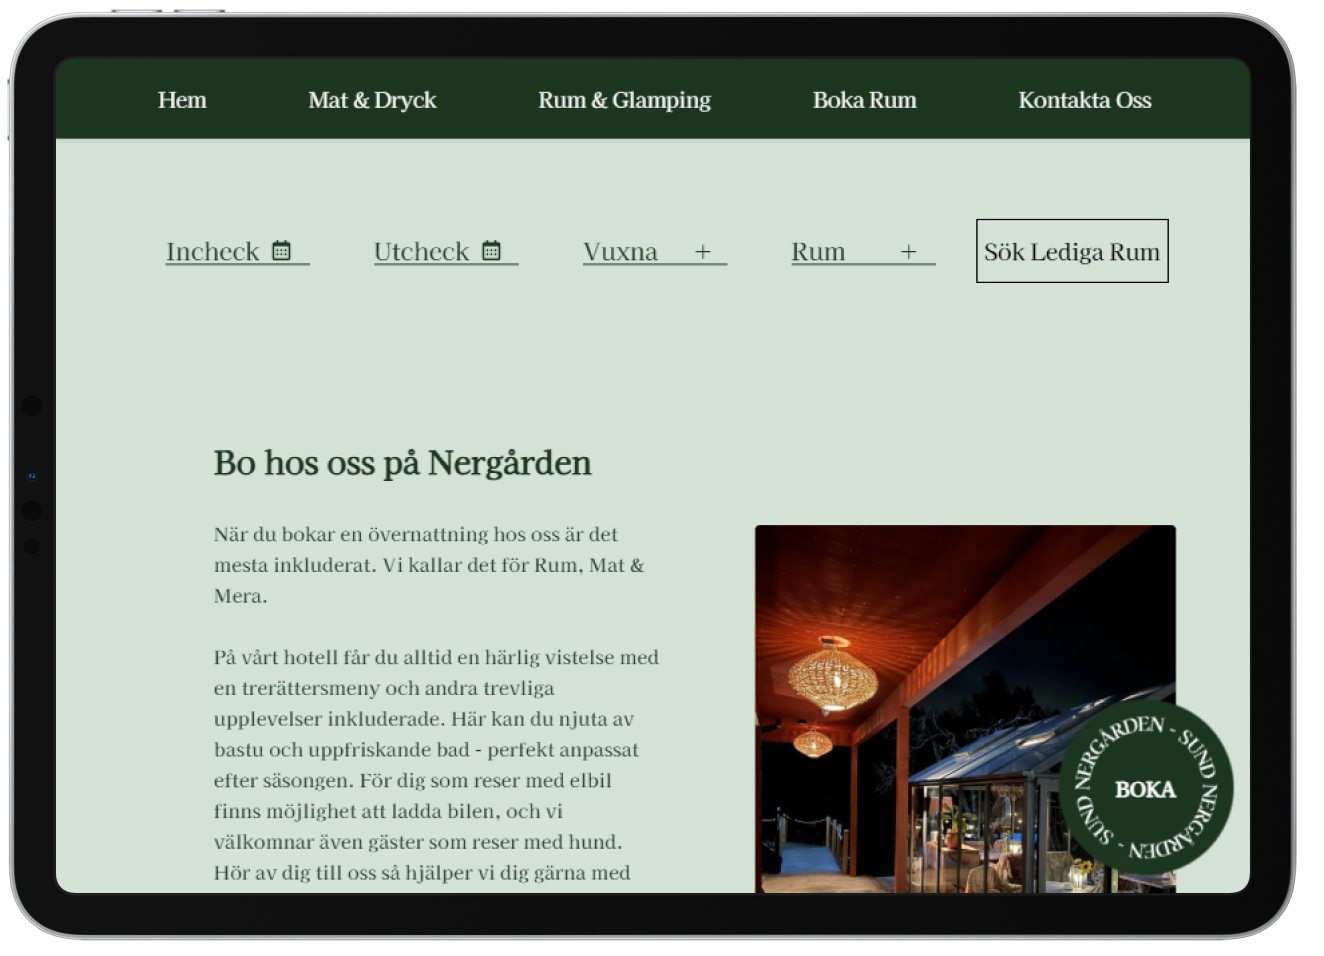 Hem Mat & Dryck Rum & Glamping Boka Rum Kontakta Oss
Incheck Utcheck Vuxna + Rum + Sök Lediga Rum
Bo hos oss på Nergården
När du bokar en övernattning hos oss är det
mesta inkluderat. Vi kallar det för Rum, Mat &
Mera.
På vårt hotell får du alltid en härlig vistelse med
en trerättersmeny och andra trevliga
upplevelser inkluderade. Här kan du njuta av
bastu och uppfriskande bad - perfekt anpassat
efter säsongen. För dig som reser med elbil
finns möjlighet att ladda bilen, och vi
välkomnar även gäster som reser med hund.
Hör av dig till oss så hjälper vi dig gärna med
SUND NERGÅRDEN - SUND NERGÅRDEN -
BOKA